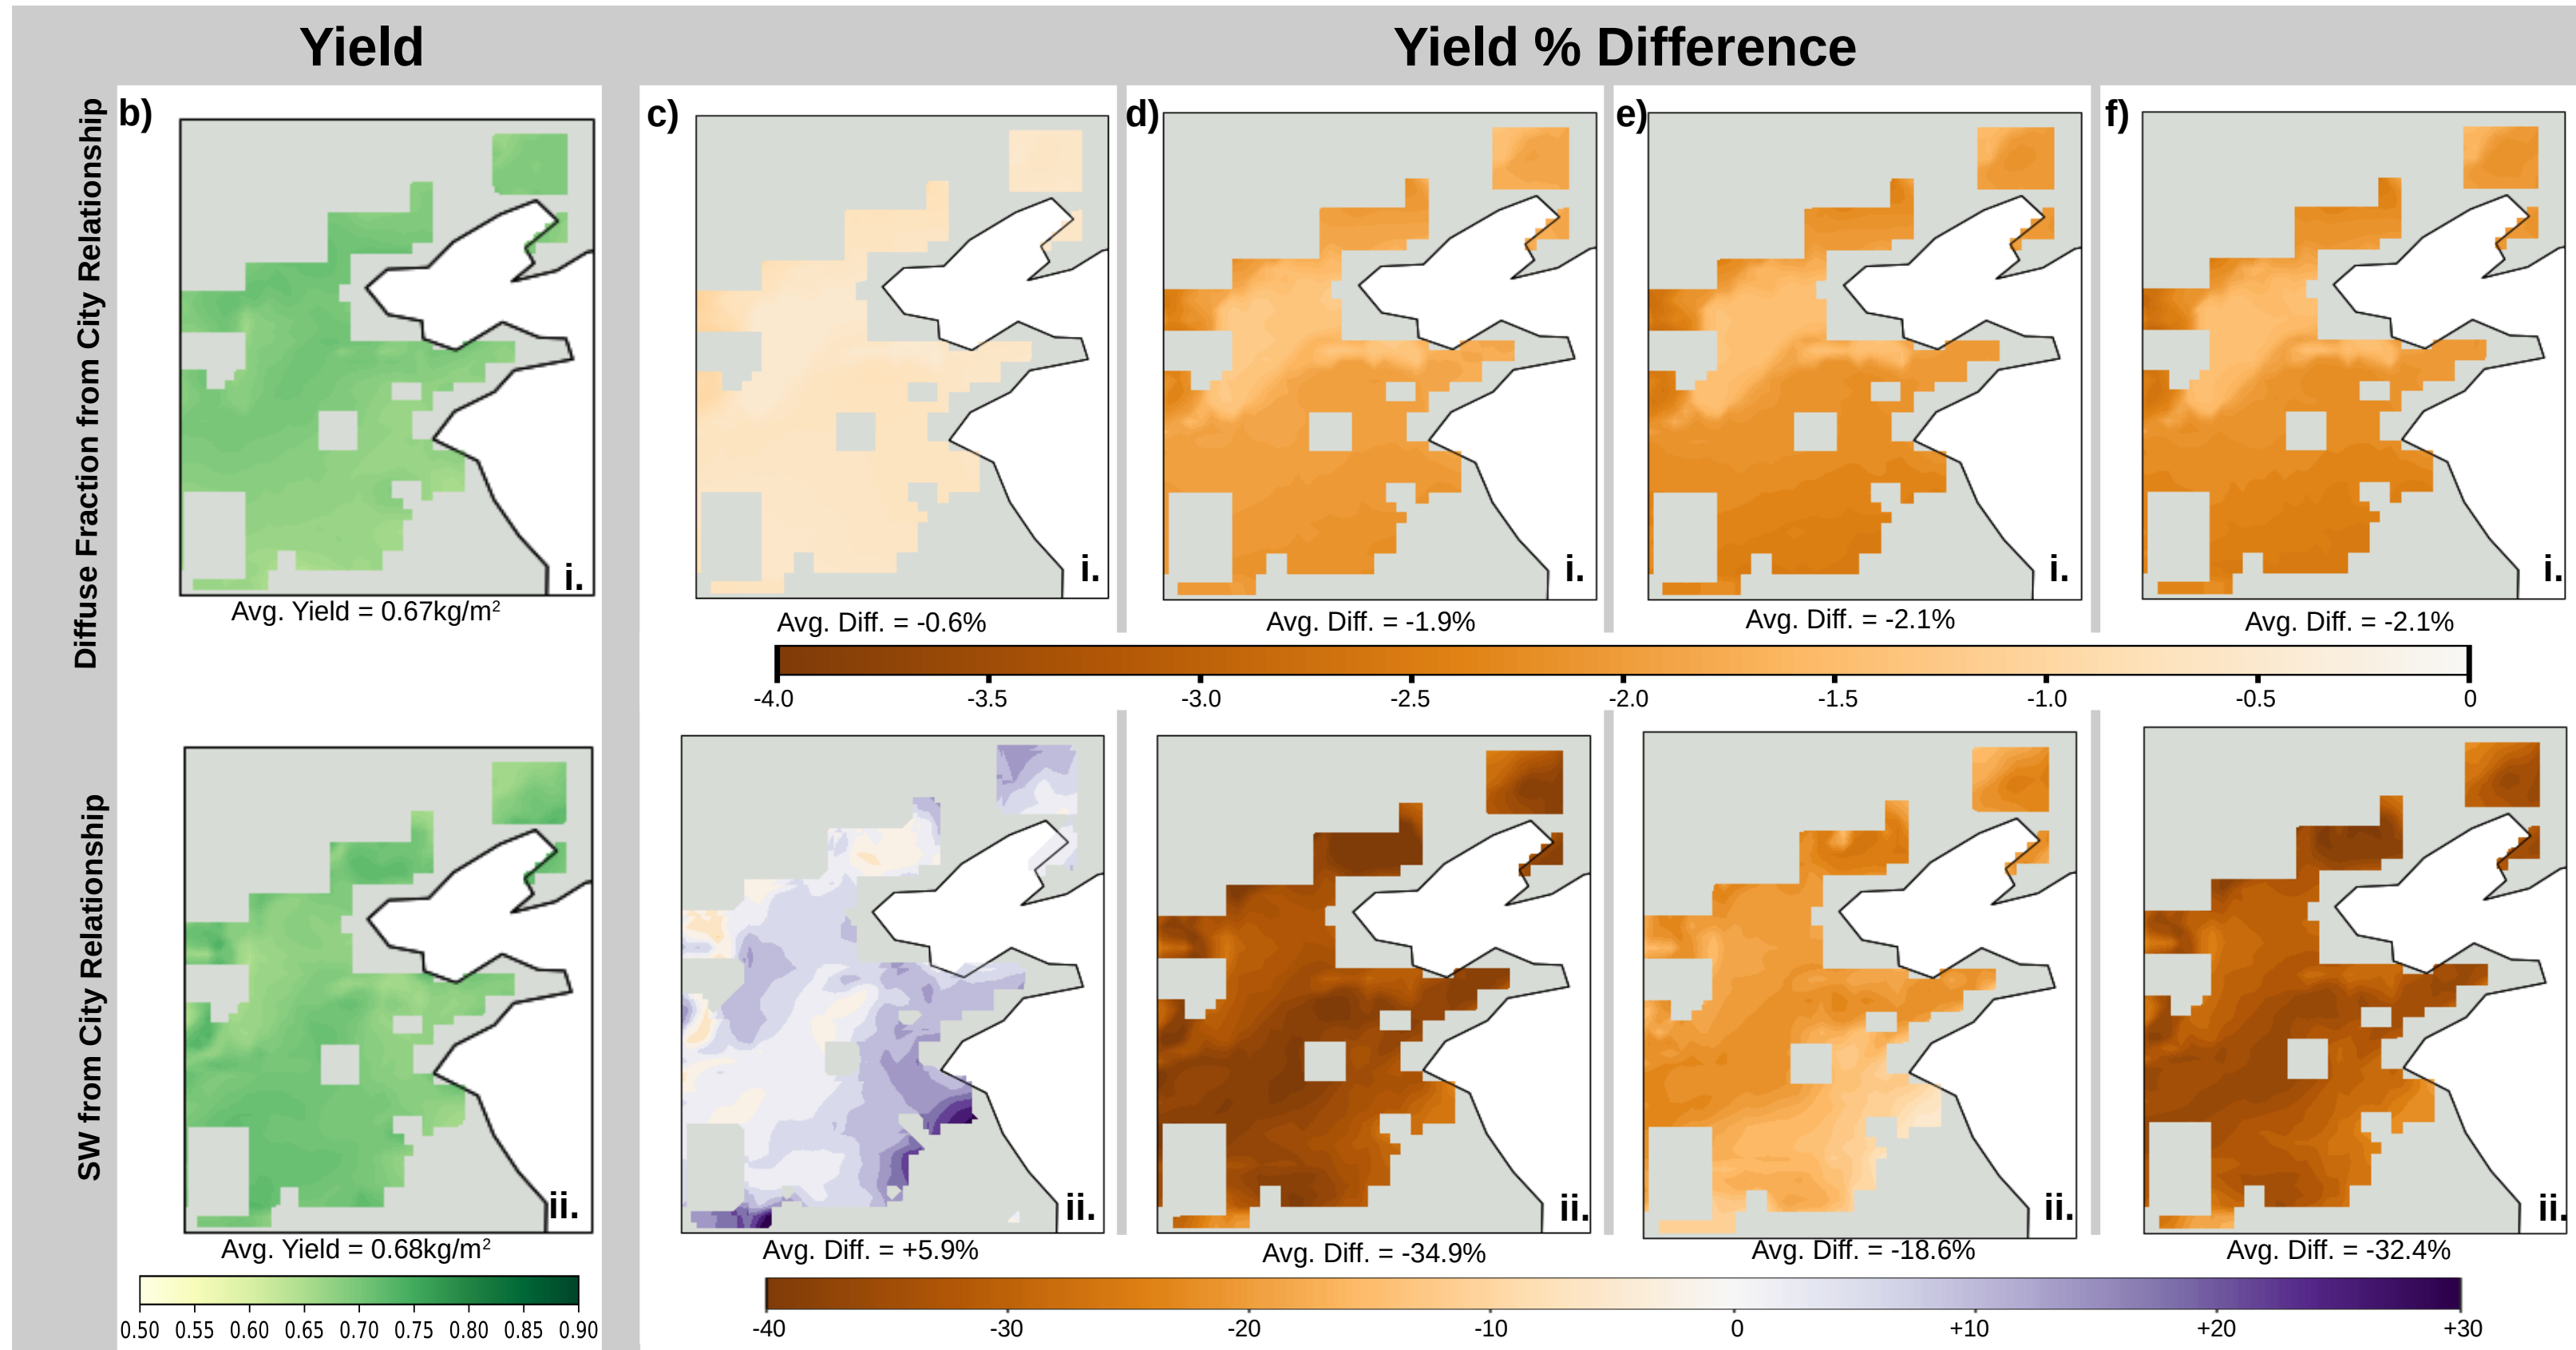 Yield
Yield % Difference
Diffuse Fraction from City Relationship
b)
c)
d)
e)
f)
i.
i.
i.
i.
i.
Avg. Yield = 0.67kg/m²
Avg. Diff. = -0.6%
Avg. Diff. = -1.9%
Avg. Diff. = -2.1%
Avg. Diff. = -2.1%
-4.0 -3.5 -3.0 -2.5 -2.0 -1.5 -1.0 -0.5 0
SW from City Relationship
ii.
ii.
ii.
ii.
ii.
Avg. Yield = 0.68kg/m²
Avg. Diff. = +5.9%
Avg. Diff. = -34.9%
Avg. Diff. = -18.6%
Avg. Diff. = -32.4%
0.50 0.55 0.60 0.65 0.70 0.75 0.80 0.85 0.90
-40 -30 -20 -10 0 +10 +20 +30